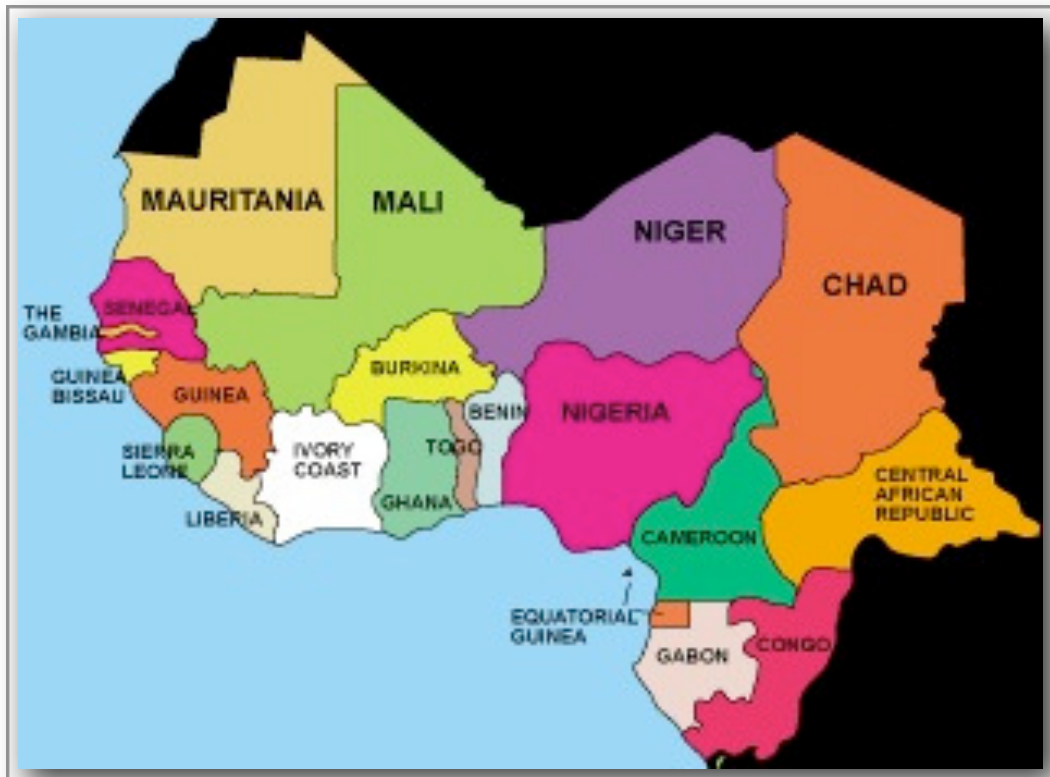 MAURITANIA
MALI
NIGER
CHAD
SENEGAL
THE
GAMBIA
GUINEA
BISSAU
GUINEA
BURKINA
BENIN
NIGERIA
SIERRA
LEONE
IVORY
COAST
TOGO
GHANA
LIBERIA
CENTRAL
AFRICAN
REPUBLIC
CAMEROON
EQUATORIAL
GUINEA
GABON
CONGO